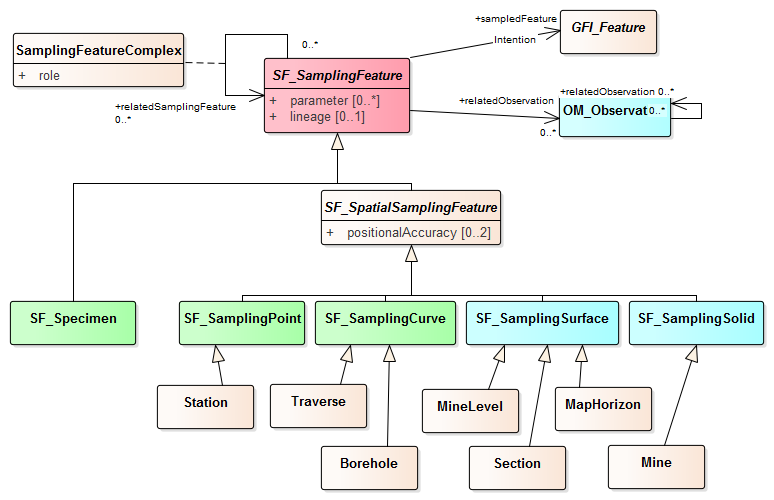 +sampledFeature
GFI_Feature
Intention
SamplingFeatureComplex
+ role
0..*
SF_SamplingFeature
+ parameter [0..*]
+ lineage [0..1]
+relatedSamplingFeature
0..*
+relatedObservation
0..*
+relatedObservation 0..*
OM_Observat
0..*
SF_SpatialSamplingFeature
+ positionalAccuracy [0..2]
SF_Specimen
SF_SamplingPoint
SF_SamplingCurve
SF_SamplingSurface
SF_SamplingSolid
Station
Traverse
MineLevel
MapHorizon
Borehole
Section
Mine